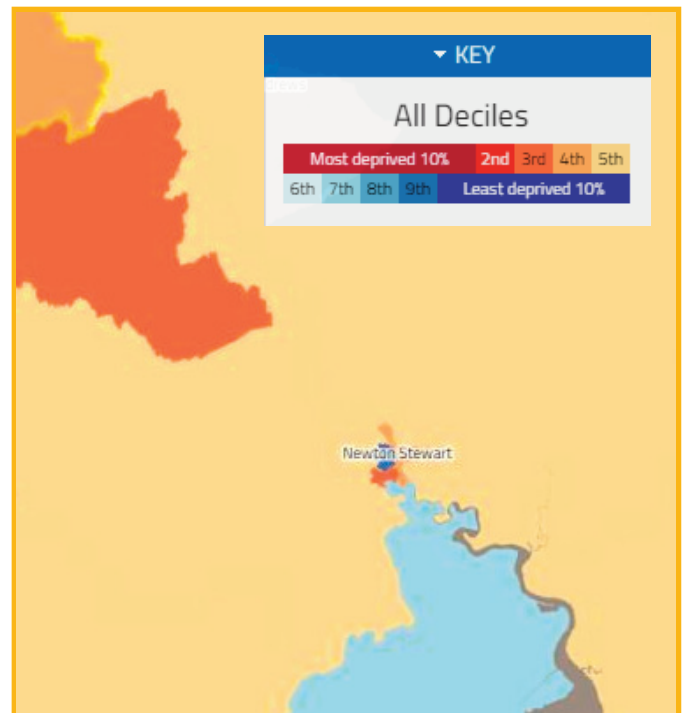 KEY
All Deciles
Most deprived 10% 2nd 3rd 4th 5th
6th 7th 8th 9th Least deprived 10%
Newton Stewart